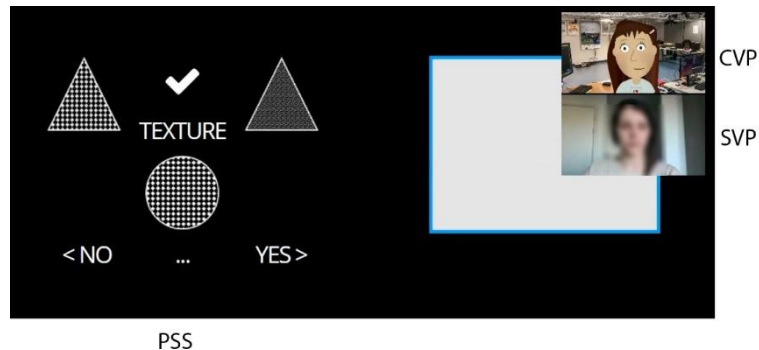 CVP
TEXTURE
SVP
< NO ... YES >
PSS